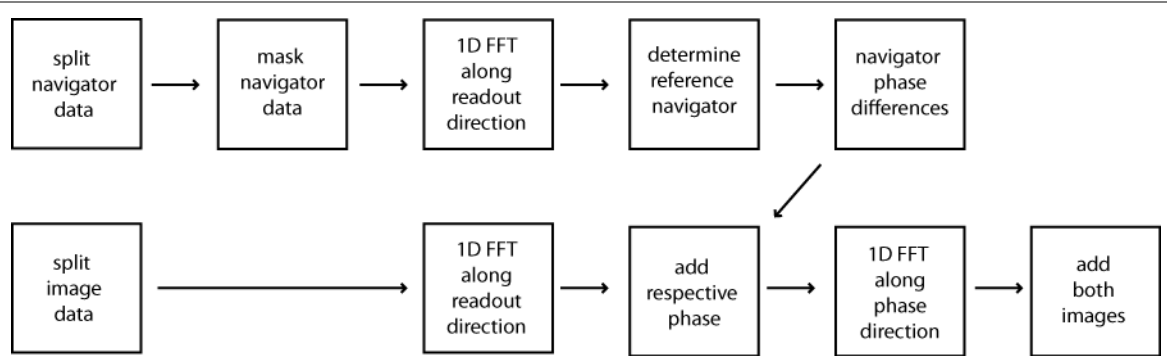 split
navigator
data
mask
navigator
data
1D FFT
along
readout
direction
determine
reference
navigator
navigator
phase
differences
split
image
data
1D FFT
along
readout
direction
add
respective
phase
1D FFT
along
phase
direction
add
both
images